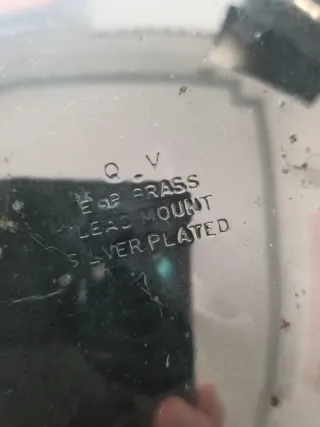 Q V
E P BRASS
LEAD MOUNT
SILVER PLATED